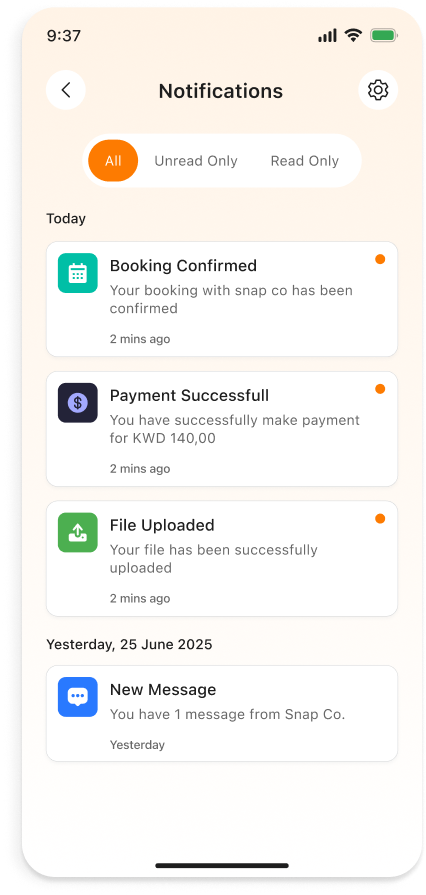 9:37
Notifications
All
Unread Only
Read Only
Today
Booking Confirmed
Your booking with snap co has been
confirmed
2 mins ago
Payment Successfull
You have successfully make payment
for KWD 140,00
2 mins ago
File Uploaded
Your file has been successfully
uploaded
2 mins ago
Yesterday, 25 June 2025
New Message
You have 1 message from Snap Co.
Yesterday